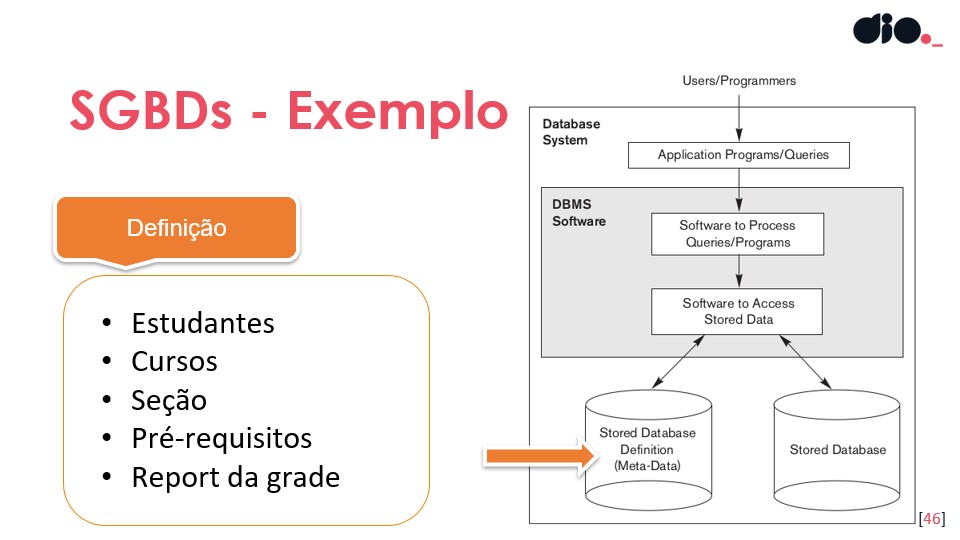 dio._
SGBDs - Exemplo
Definição
• Estudantes
• Cursos
• Seção
• Pré-requisitos
• Report da grade
Users/Programmers
Database
System
Application Programs/Queries
DBMS
Software
Software to Process
Queries/Programs
Software to Access
Stored Data
Stored Database
Definition
(Meta-Data)
Stored Database
[46]